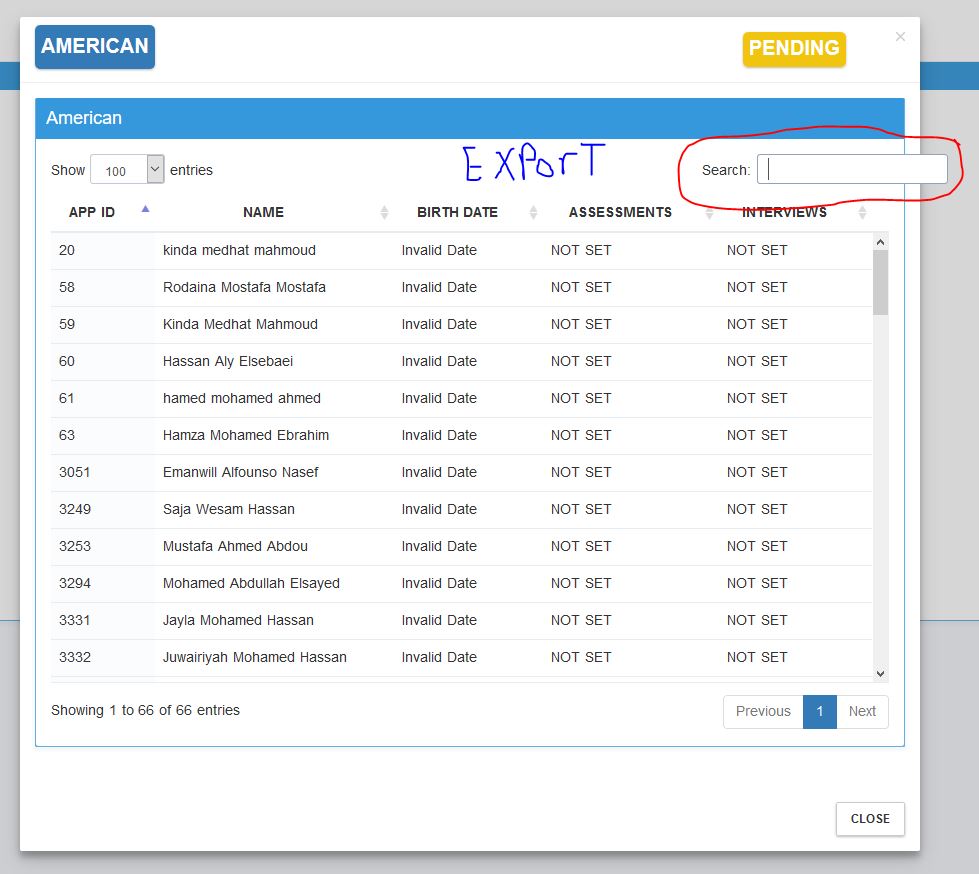 AMERICAN PENDING ×
American
Show 100 entries EXPorT Search:
APP ID NAME BIRTH DATE ASSESSMENTS INTERVIEWS
20 kinda medhat mahmoud Invalid Date NOT SET NOT SET
58 Rodaina Mostafa Mostafa Invalid Date NOT SET NOT SET
59 Kinda Medhat Mahmoud Invalid Date NOT SET NOT SET
60 Hassan Aly Elsebaei Invalid Date NOT SET NOT SET
61 hamed mohamed ahmed Invalid Date NOT SET NOT SET
63 Hamza Mohamed Ebrahim Invalid Date NOT SET NOT SET
3051 Emanwill Alfounso Nasef Invalid Date NOT SET NOT SET
3249 Saja Wesam Hassan Invalid Date NOT SET NOT SET
3253 Mustafa Ahmed Abdou Invalid Date NOT SET NOT SET
3294 Mohamed Abdullah Elsayed Invalid Date NOT SET NOT SET
3331 Jayla Mohamed Hassan Invalid Date NOT SET NOT SET
3332 Juwairiyah Mohamed Hassan Invalid Date NOT SET NOT SET
Showing 1 to 66 of 66 entries Previous 1 Next
CLOSE